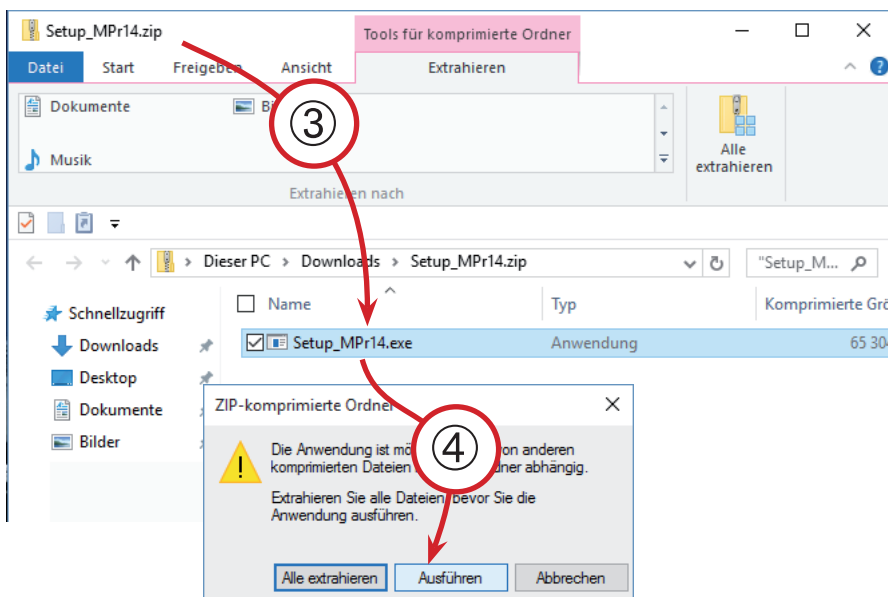 Setup_MPr14.zip
Tools für komprimierte Ordner
Datei Start Freigeben Ansicht Extrahieren
Dokumente
Musik
③
Alle
extrahieren
Extrahieren nach
Dieser PC > Downloads > Setup_MPr14.zip
"Setup_M...
Schnellzugriff
Downloads
Desktop
Dokumente
Bilder
Name Typ Komprimierte
Setup_MPr14.exe Anwendung 65 304
ZIP-komprimierte Ordner
④
Die Anwendung ist von anderen
komprimierten Dateien abhängig.
Extrahieren Sie alle Dateien, bevor Sie die
Anwendung ausführen.
Alle extrahieren Ausführen Abbrechen